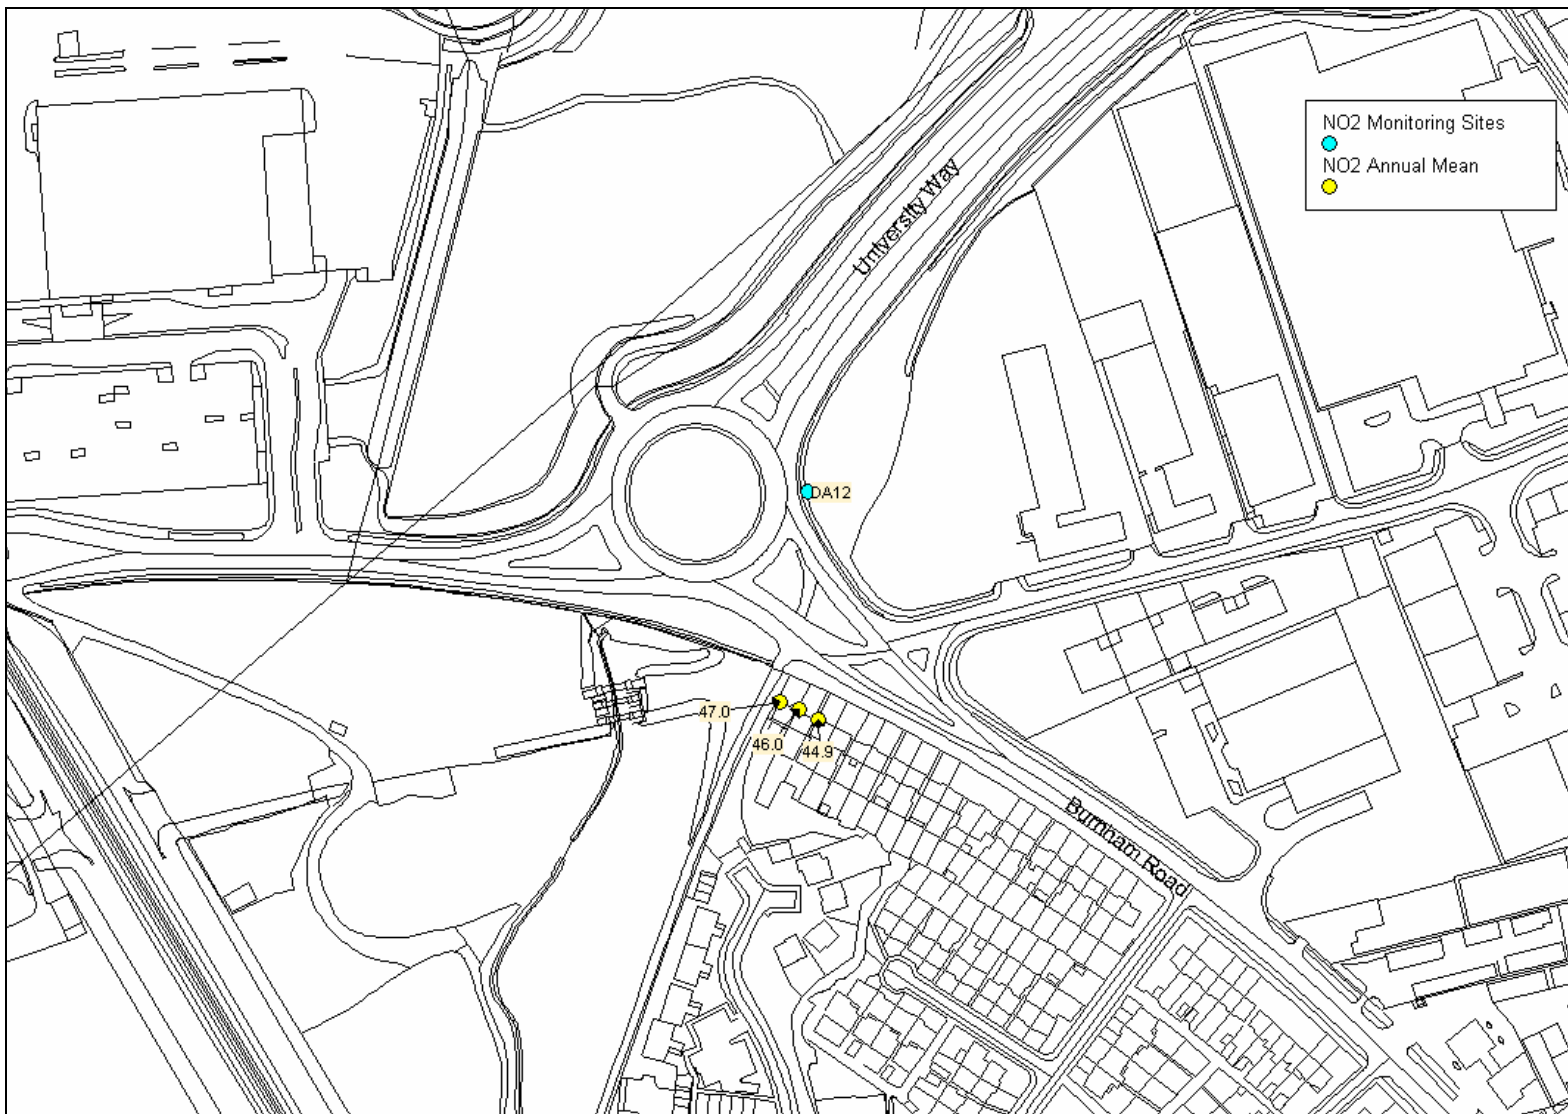 NO2 Monitoring Sites
NO2 Annual Mean
University Way
DA12
47.0
46.0
44.9
Burnham Road